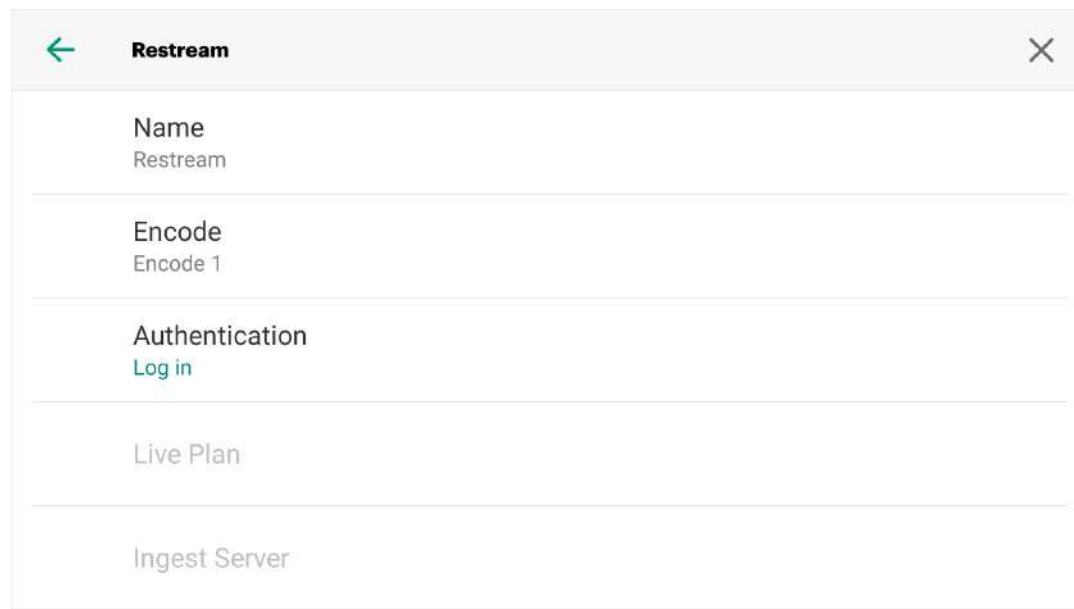 Restream
Name
Restream
Encode
Encode 1
Authentication
Log in
Live Plan
Ingest Server